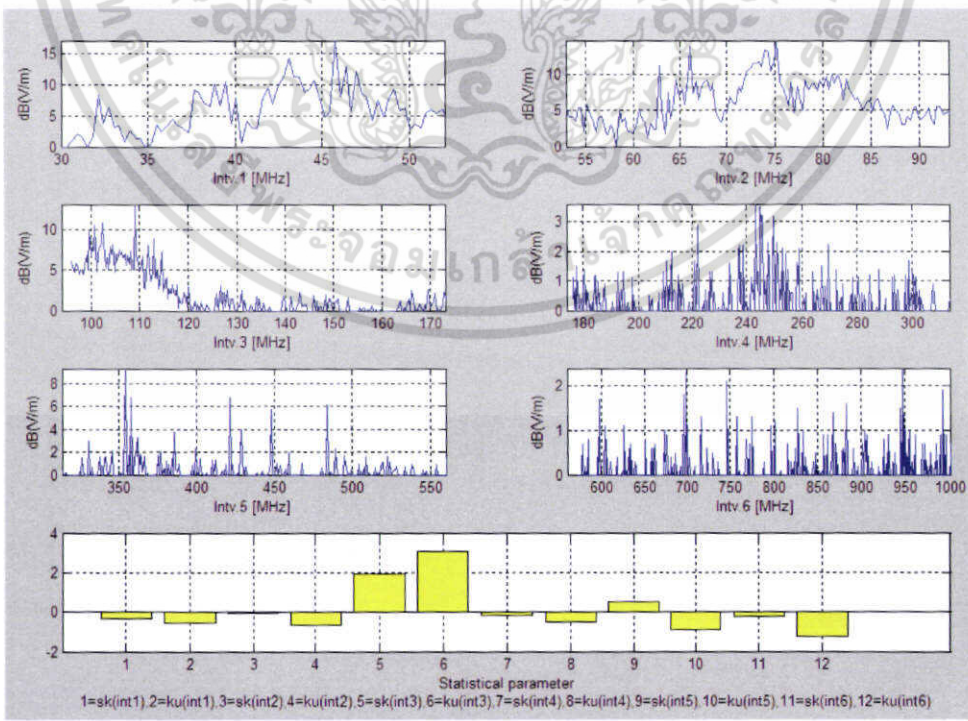 15
10
5
0
dB(V/m)
30 35 40 45 50
Intv.1 [MHz]
10
5
0
dB(V/m)
55 60 65 70 75 80 85 90
Intv.2 [MHz]
10
5
0
dB(V/m)
100 110 120 130 140 150 160 170
Intv.3 [MHz]
3
2
1
0
dB(V/m)
180 200 220 240 260 280 300
Intv.4 [MHz]
8
6
4
2
0
dB(V/m)
350 400 450 500 550
Intv.5 [MHz]
2
1
0
dB(V/m)
600 650 700 750 800 850 900 950 1000
Intv.6 [MHz]
4
2
0
-2
1 2 3 4 5 6 7 8 9 10 11 12
Statistical parameter
1=sk(int1),2=ku(int1),3=sk(int2),4=ku(int2),5=sk(int3),6=ku(int3),7=sk(int4),8=ku(int4),9=sk(int5),10=ku(int5),11=sk(int6),12=ku(int6)